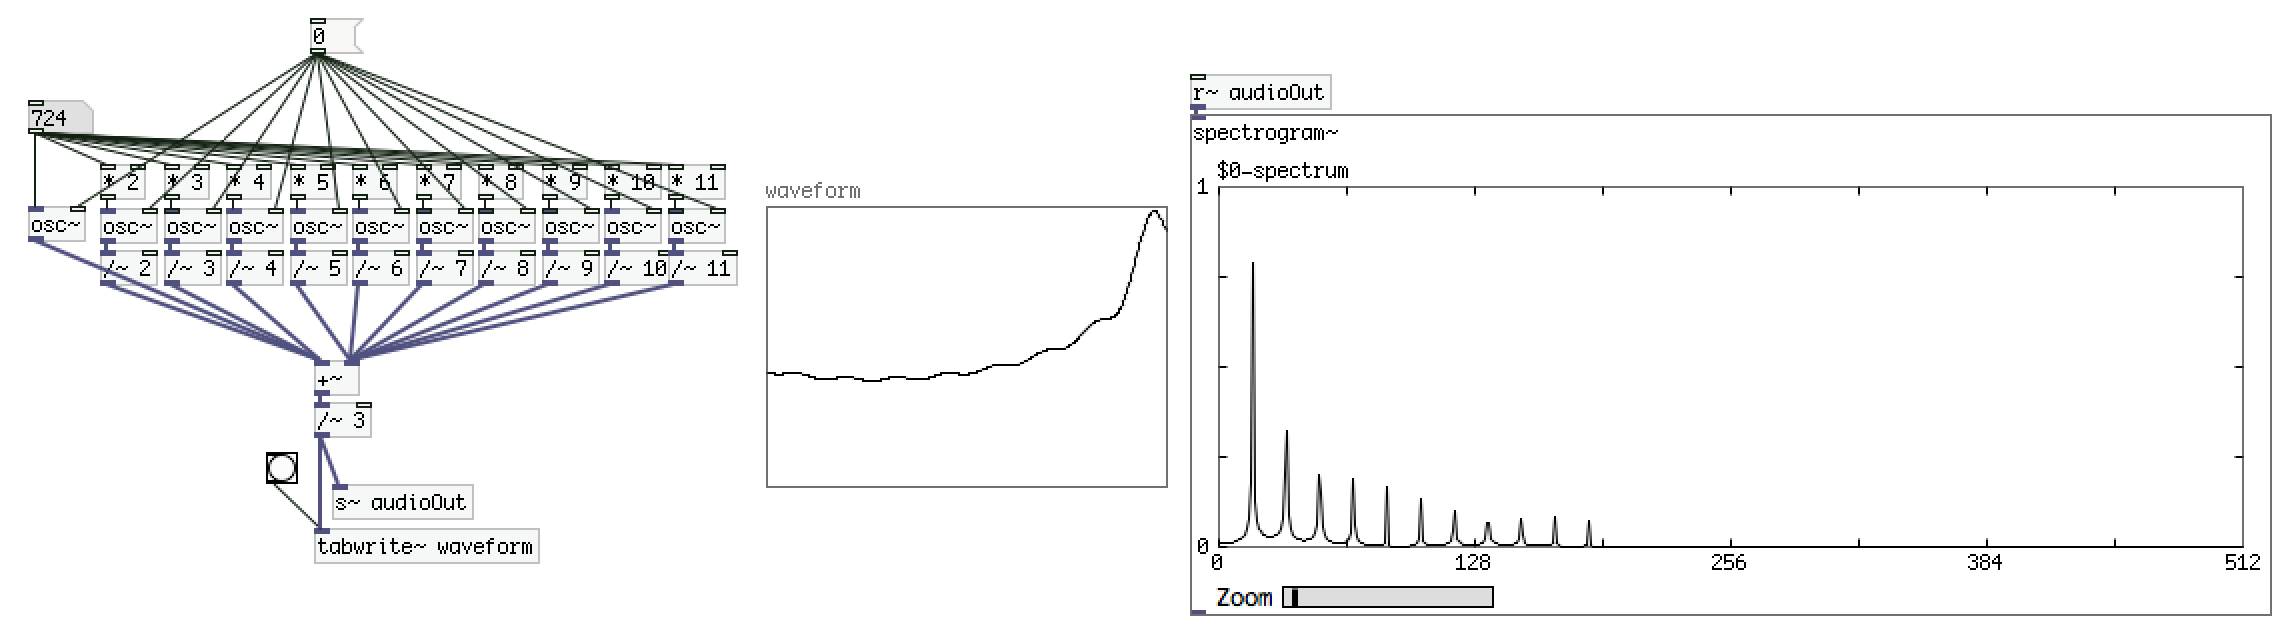 0
724
* 2 * 3 * 4 * 5 * 6 * 7 * 8 * 9 * 10 * 11
osc~ osc~ osc~ osc~ osc~ osc~ osc~ osc~ osc~ osc~ osc~
/~ 2 /~ 3 /~ 4 /~ 5 /~ 6 /~ 7 /~ 8 /~ 9 /~ 10 /~ 11
+~
/~ 3
s~ audioOut
tabwrite~ waveform
waveform
r~ audioOut
spectrogram~
$0-spectrum
1
0
0 128 256 384 512
Zoom